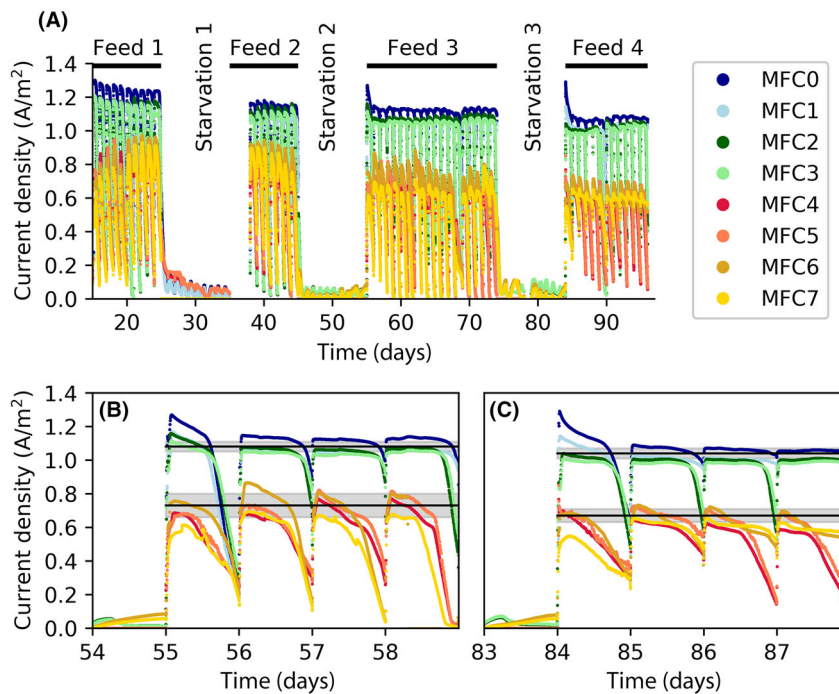 (A)
Feed 1
Starvation 1
Feed 2
Starvation 2
Feed 3
Starvation 3
Feed 4
Current density (A/m²)
1.4
1.2
1.0
0.8
0.6
0.4
0.2
0.0
20 30 40 50 60 70 80 90
Time (days)
MFC0
MFC1
MFC2
MFC3
MFC4
MFC5
MFC6
MFC7
(B)
Current density (A/m²)
1.4
1.2
1.0
0.8
0.6
0.4
0.2
0.0
54 55 56 57 58
Time (days)
(C)
83 84 85 86 87
Time (days)